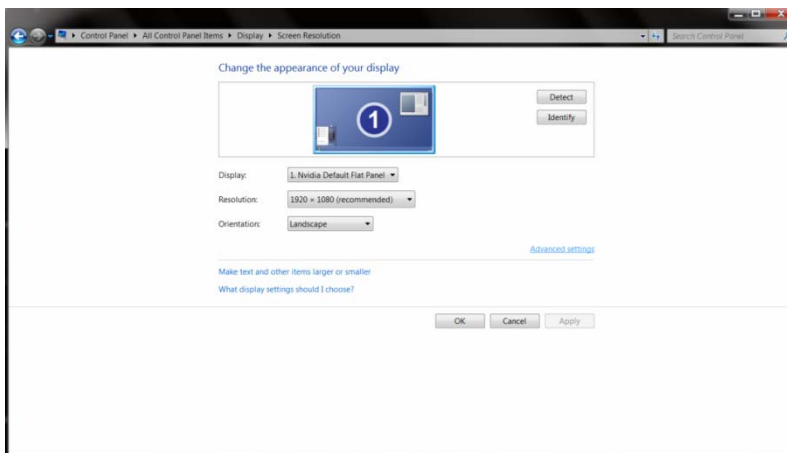 Control Panel ▸ All Control Panel Items ▸ Display ▸ Screen Resolution
Search Control Panel
Change the appearance of your display
1
Detect
Identify
Display: 1. Nvidia Default Flat Panel
Resolution: 1920 × 1080 (recommended)
Orientation: Landscape
Advanced settings
Make text and other items larger or smaller
What display settings should I choose?
OK Cancel Apply